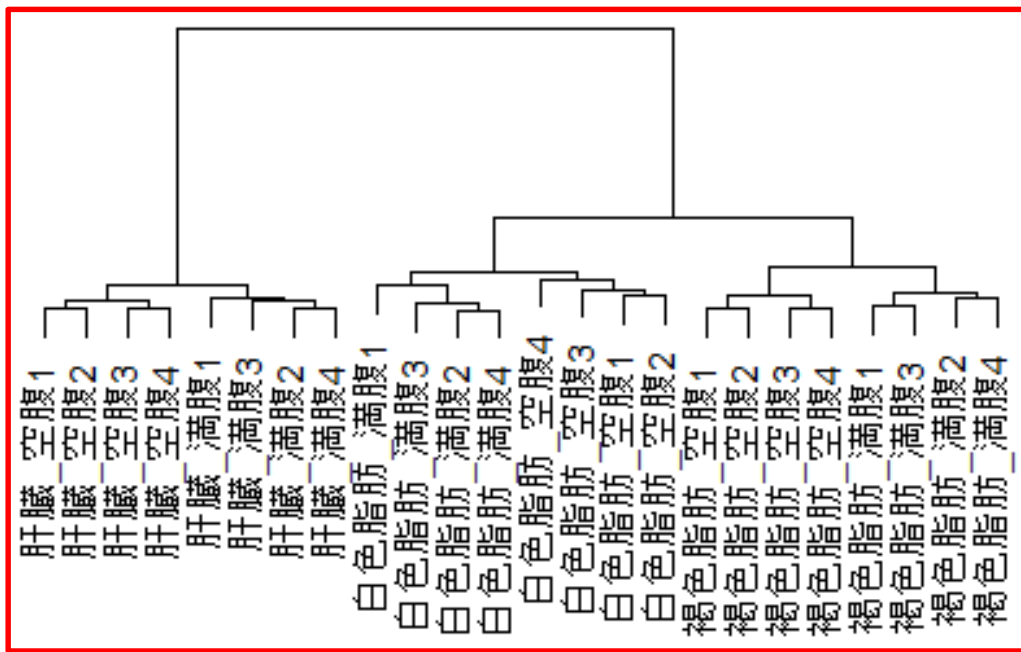 肝臓_空腹1
肝臓_空腹2
肝臓_空腹3
肝臓_空腹4
肝臓_満腹1
肝臓_満腹3
肝臓_満腹2
肝臓_満腹4
白色脂肪_満腹1
白色脂肪_満腹3
白色脂肪_満腹2
白色脂肪_満腹4
白色脂肪_空腹4
白色脂肪_空腹3
白色脂肪_空腹1
白色脂肪_空腹2
褐色脂肪_空腹1
褐色脂肪_空腹2
褐色脂肪_空腹3
褐色脂肪_空腹4
褐色脂肪_満腹1
褐色脂肪_満腹3
褐色脂肪_満腹2
褐色脂肪_満腹4